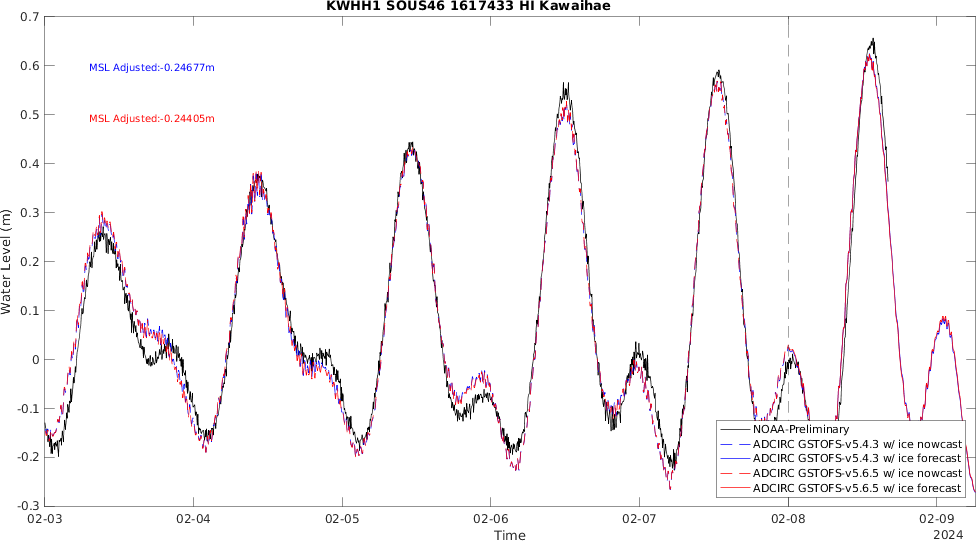 KWHH1 SOUS46 1617433 HI Kawaihae
0.7
0.6
0.5
0.4
0.3
0.2
0.1
0
-0.1
-0.2
-0.3
Water Level (m)
MSL Adjusted:-0.24677m
MSL Adjusted:-0.24405m
NOAA-Preliminary
ADCIRC GSTOFS-v5.4.3 w/ ice nowcast
ADCIRC GSTOFS-v5.4.3 w/ ice forecast
ADCIRC GSTOFS-v5.6.5 w/ ice nowcast
ADCIRC GSTOFS-v5.6.5 w/ ice forecast
02-03 02-04 02-05 02-06 02-07 02-08 02-09
Time
2024